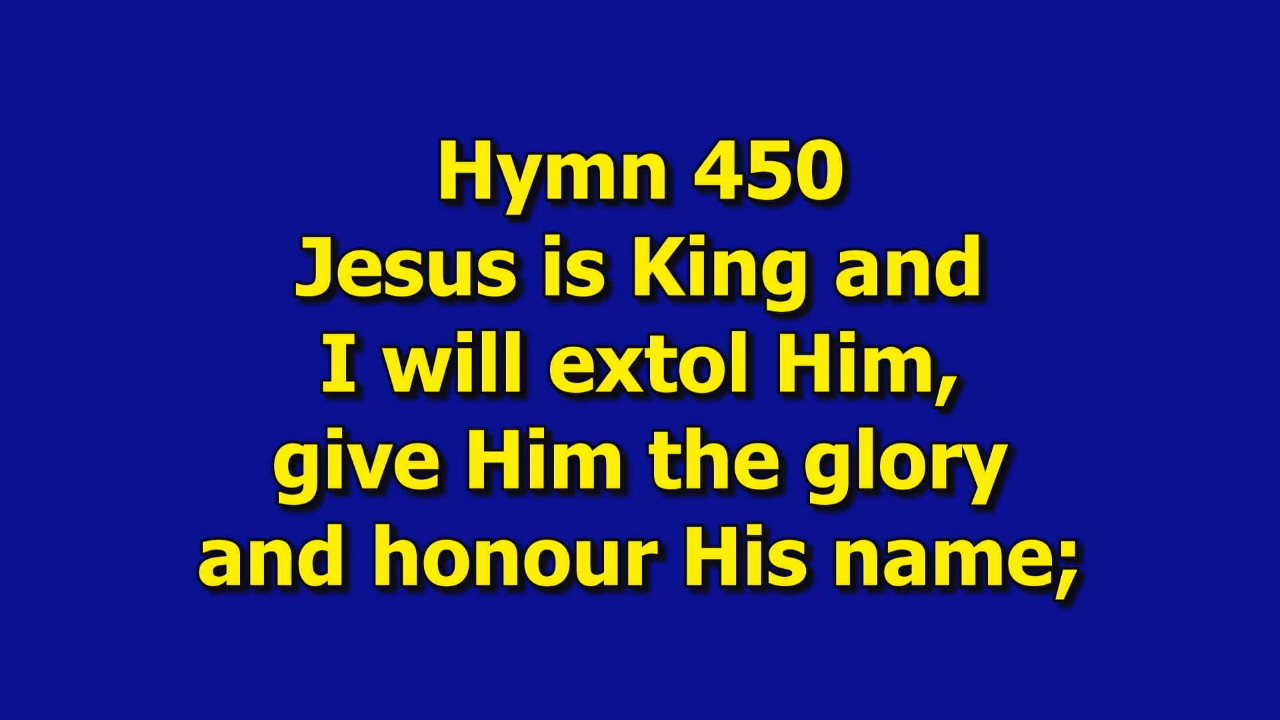 Hymn 450
Jesus is King and
I will extol Him,
give Him the glory
and honour His name;